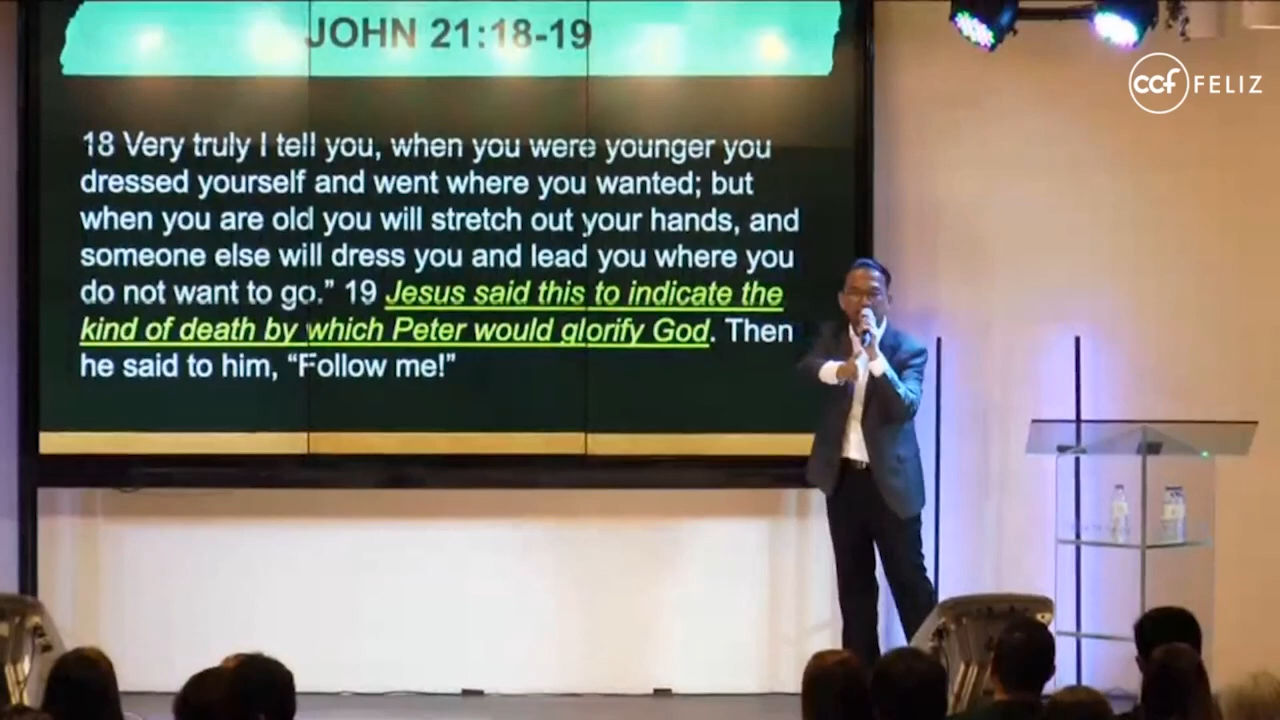 JOHN 21:18-19
ccf FELIZ
18 Very truly I tell you, when you were younger you
dressed yourself and went where you wanted; but
when you are old you will stretch out your hands, and
someone else will dress you and lead you where you
do not want to go.” 19 Jesus said this to indicate the
kind of death by which Peter would glorify God. Then
he said to him, “Follow me!”